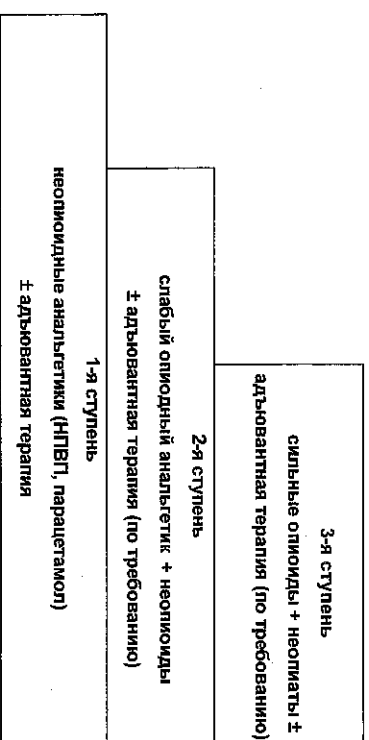 3-я ступень
сильные опиоиды + неопиаты ±
адъювантная терапия (по требованию)
2-я ступень
слабый опиодный анальгетик + неопиоиды
± адъювантная терапия (по требованию)
1-я ступень
неопиоидные анальгетики (НПВП, парацетамол)
± адъювантная терапия